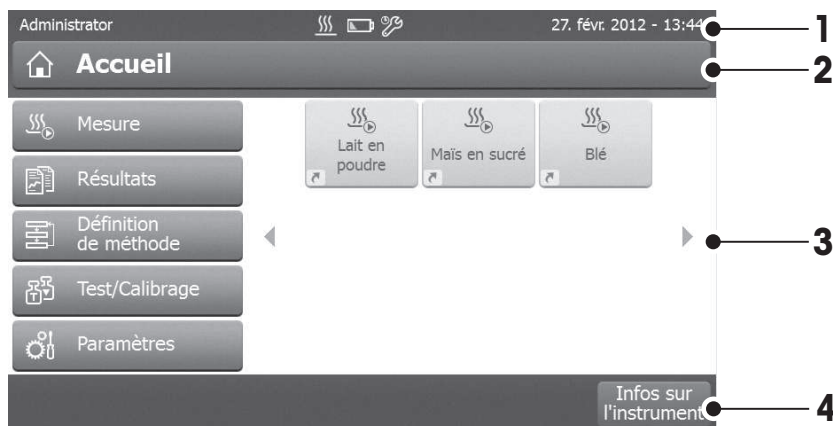 Administrator
27. févr. 2012 - 13:44
1
Accueil
2
Mesure
Résultats
Définition
de méthode
Test/Calibrage
Paramètres
Lait en
poudre
Maïs en sucré
Blé
3
Infos sur
l'instrument
4